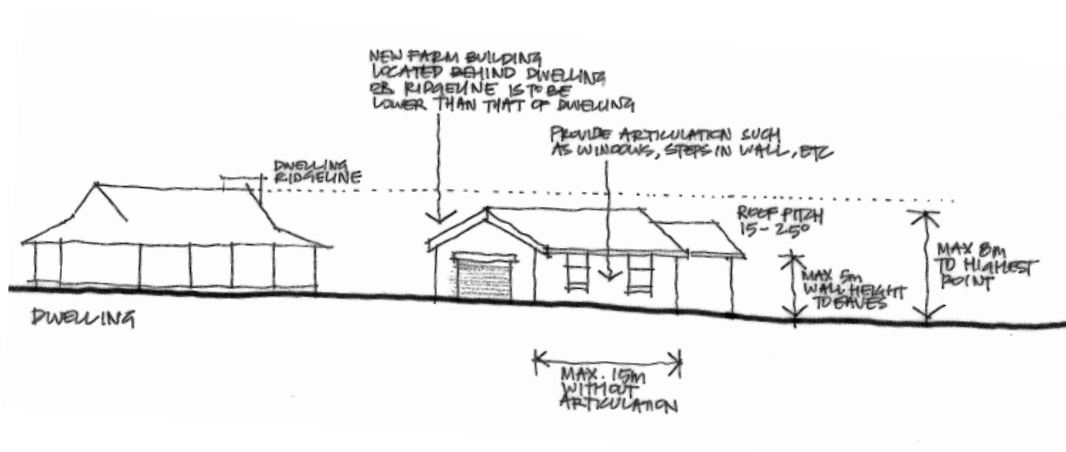 NEW FARM BUILDING
LOCATED BEHIND DWELLING
OR RIDGELINE IS TO BE
LOWER THAN THAT OF DWELLING
PROVIDE ARTICULATION SUCH
AS WINDOWS, STEPS IN WALL, ETC
DWELLING
RIDGELINE
ROOF PITCH
15-25°
MAX 8m
TO HIGHEST
POINT
MAX 5m
WALL HEIGHT
TO EAVES
DWELLING
MAX. 15m
WITHOUT
ARTICULATION